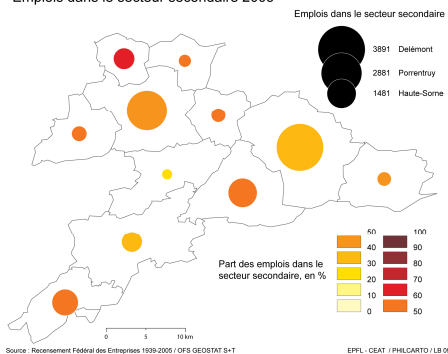 Emplois dans le secteur secondaire 2005
Emplois dans le secteur secondaire
3891 Delémont
2881 Porrentruy
1481 Haute-Sorne
Part des emplois dans le
secteur secondaire, en %
50 100
40 90
30 80
20 70
10 60
0 50
0 5 10 km
Source : Recensement Fédéral des Entreprises 1939-2005 / OFS GEOSTAT S+T
EPFL - CEAT / PHILCARTO / LB